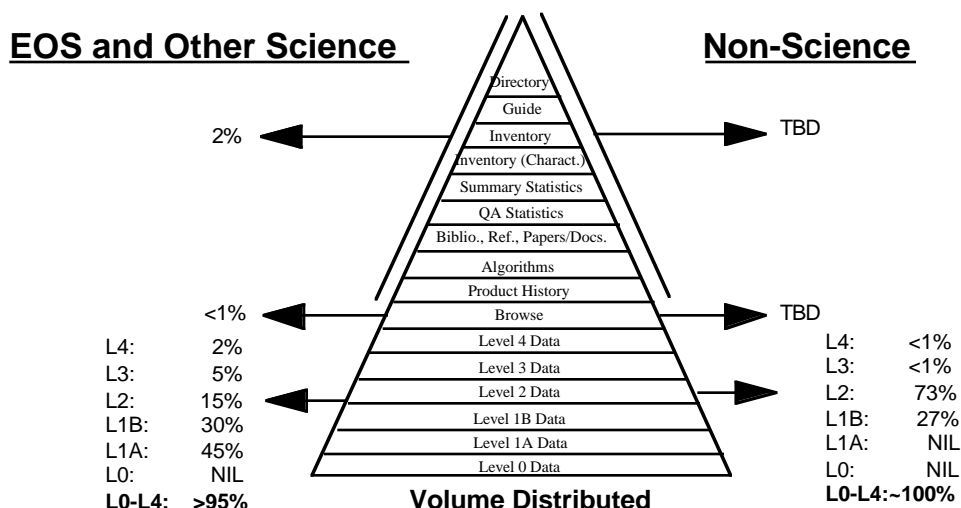 EOS and Other Science
Non-Science
Directory
Guide
2%
Inventory
TBD
Inventory (Charact.)
Summary Statistics
QA Statistics
Biblio., Ref., Papers/Docs.
Algorithms
Product History
<1%
Browse
TBD
L4: 2%
Level 4 Data
L4: <1%
L3: 5%
Level 3 Data
L3: <1%
L2: 15%
Level 2 Data
L2: 73%
L1B: 30%
Level 1B Data
L1B: 27%
L1A: 45%
Level 1A Data
L1A: NIL
L0: NIL
Level 0 Data
L0: NIL
L0-L4: >95%
Volume Distributed
L0-L4:~100%